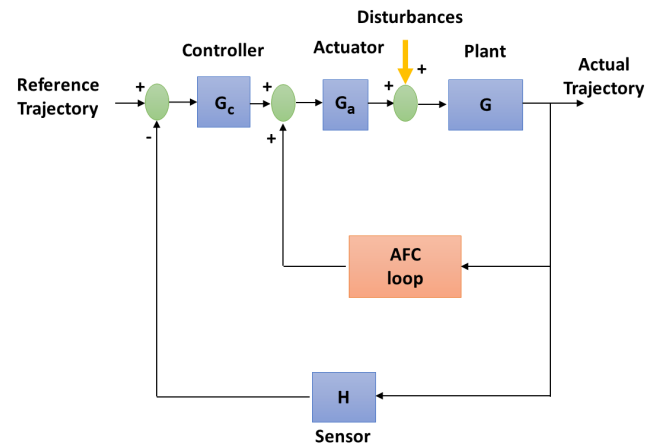 Disturbances
Controller
Actuator
Plant
Actual
Trajectory
Reference
Trajectory
+
+
+
+
+
Gc
Ga
G
-
+
AFC
loop
H
Sensor